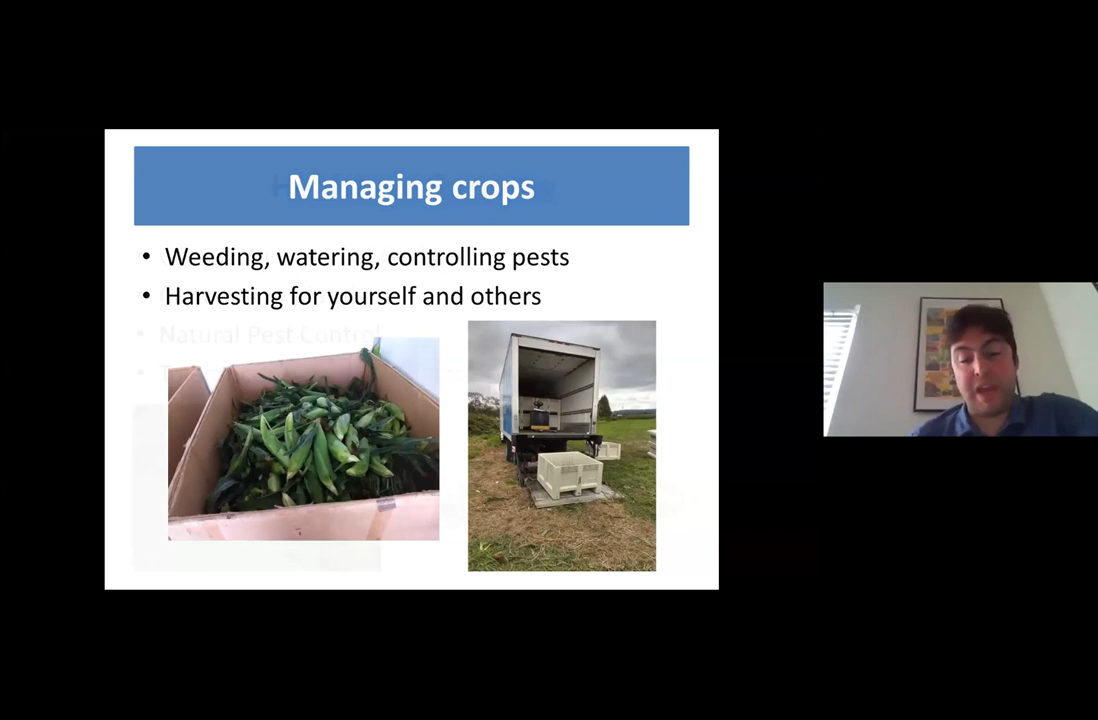 Managing crops
• Weeding, watering, controlling pests
• Harvesting for yourself and others
Natural Pest Control